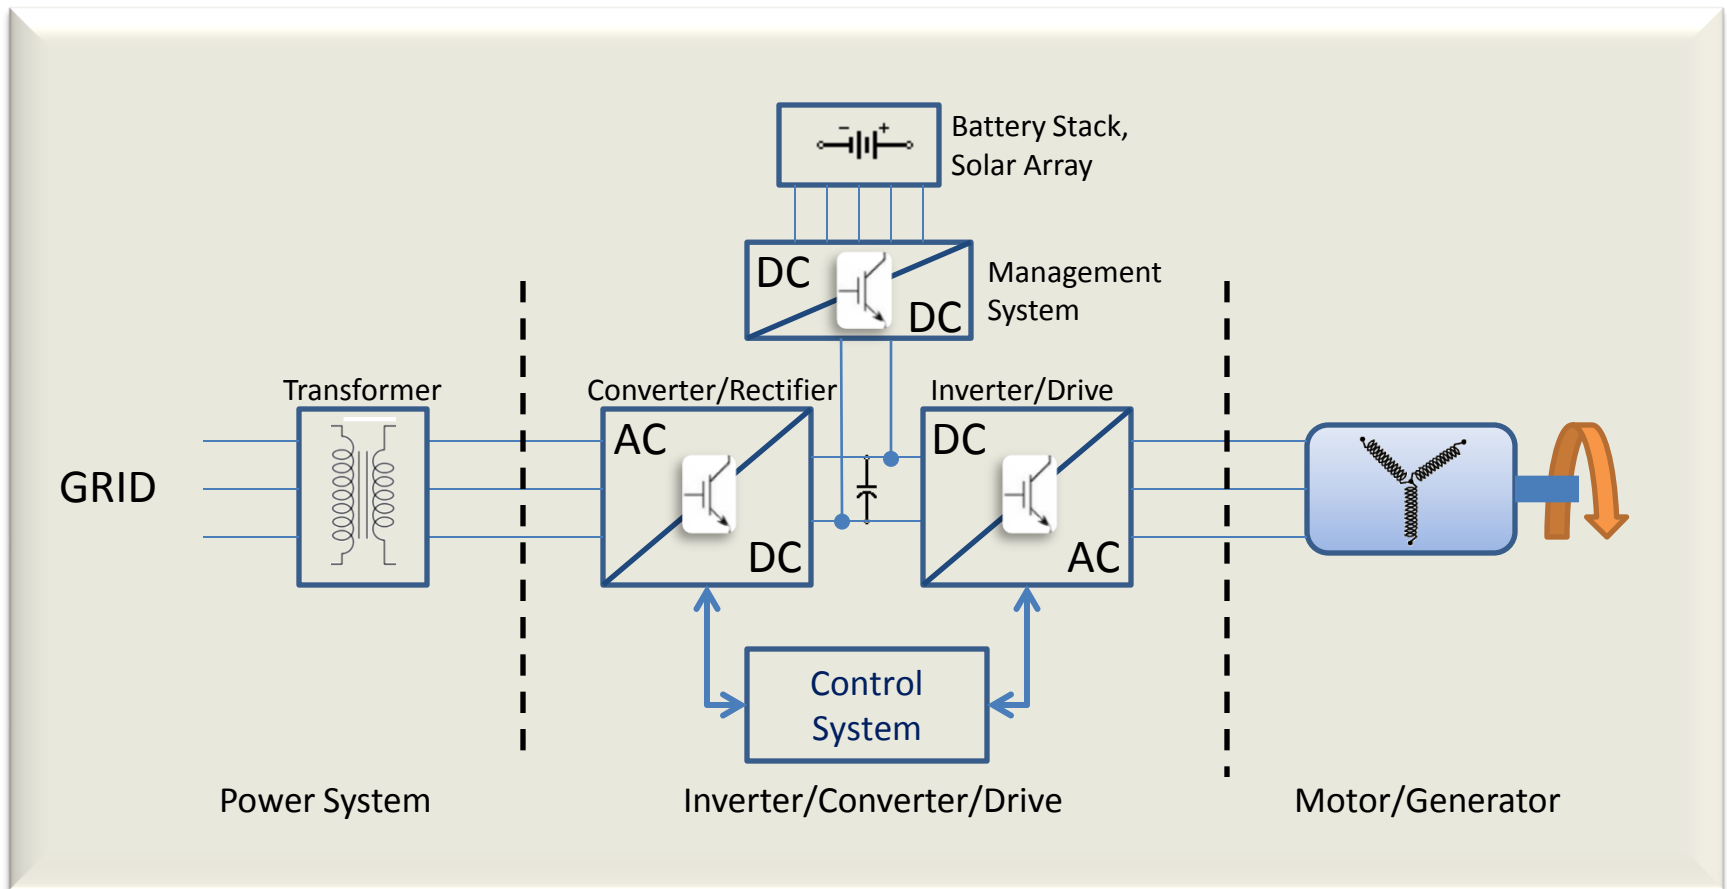 Battery Stack,
Solar Array
- +
DC
DC
Management
System
Transformer
Converter/Rectifier
Inverter/Drive
GRID
AC
DC
DC
AC
Control
System
Power System
Inverter/Converter/Drive
Motor/Generator